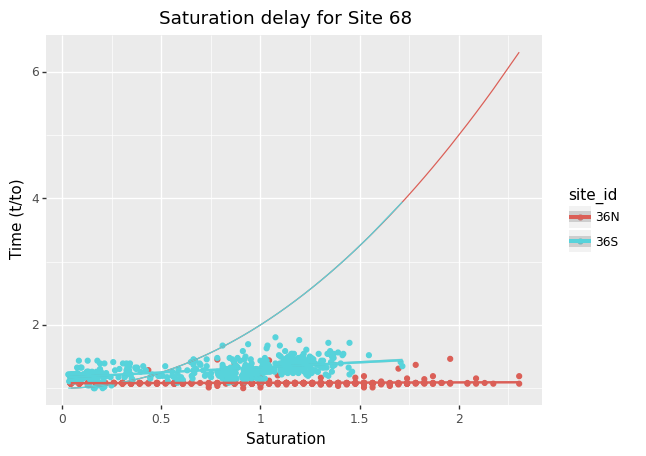 Saturation delay for Site 68
6
4
2
Time (t/to)
0
0.5
1
1.5
2
Saturation
site_id
36N
36S